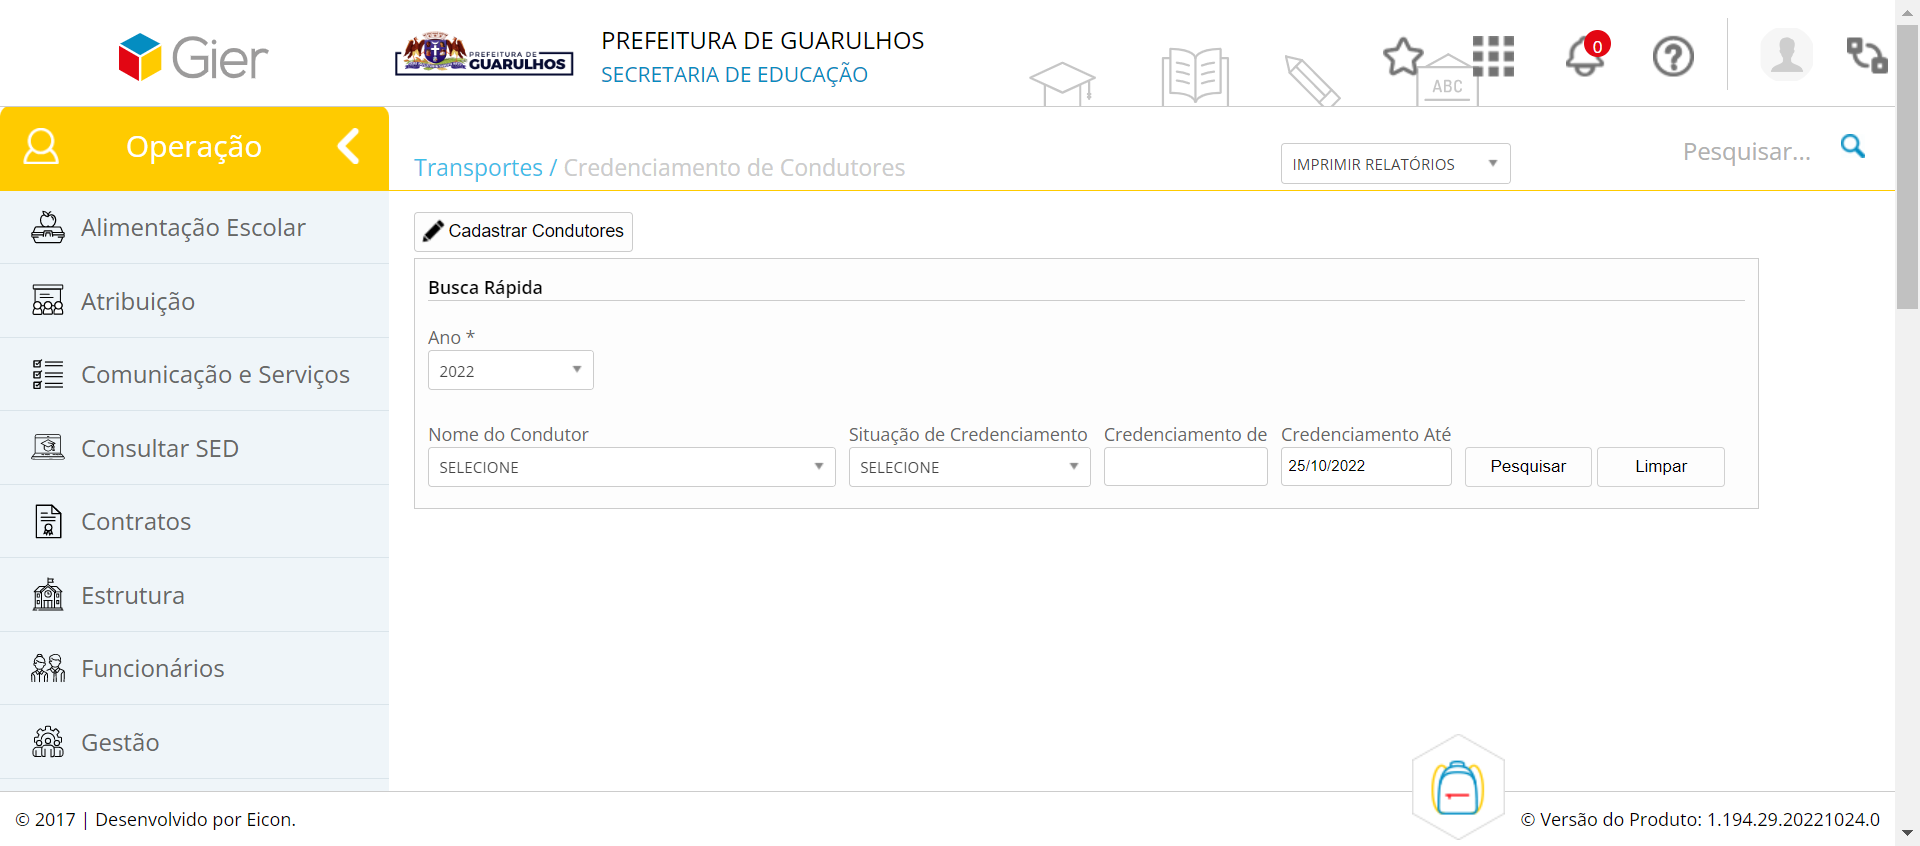 Gier
PREFEITURA DE
GUARULHOS
PREFEITURA DE GUARULHOS
SECRETARIA DE EDUCAÇÃO
ABC
0
Operação
Transportes / Credenciamento de Condutores
IMPRIMIR RELATÓRIOS
Pesquisar...
Alimentação Escolar
Atribuição
Comunicação e Serviços
Consultar SED
Contratos
Estrutura
Funcionários
Gestão
Cadastrar Condutores
Busca Rápida
Ano *
2022
Nome do Condutor
SELECIONE
Situação de Credenciamento
SELECIONE
Credenciamento de
Credenciamento Até
25/10/2022
Pesquisar
Limpar
© 2017 | Desenvolvido por Eicon.
© Versão do Produto: 1.194.29.20221024.0